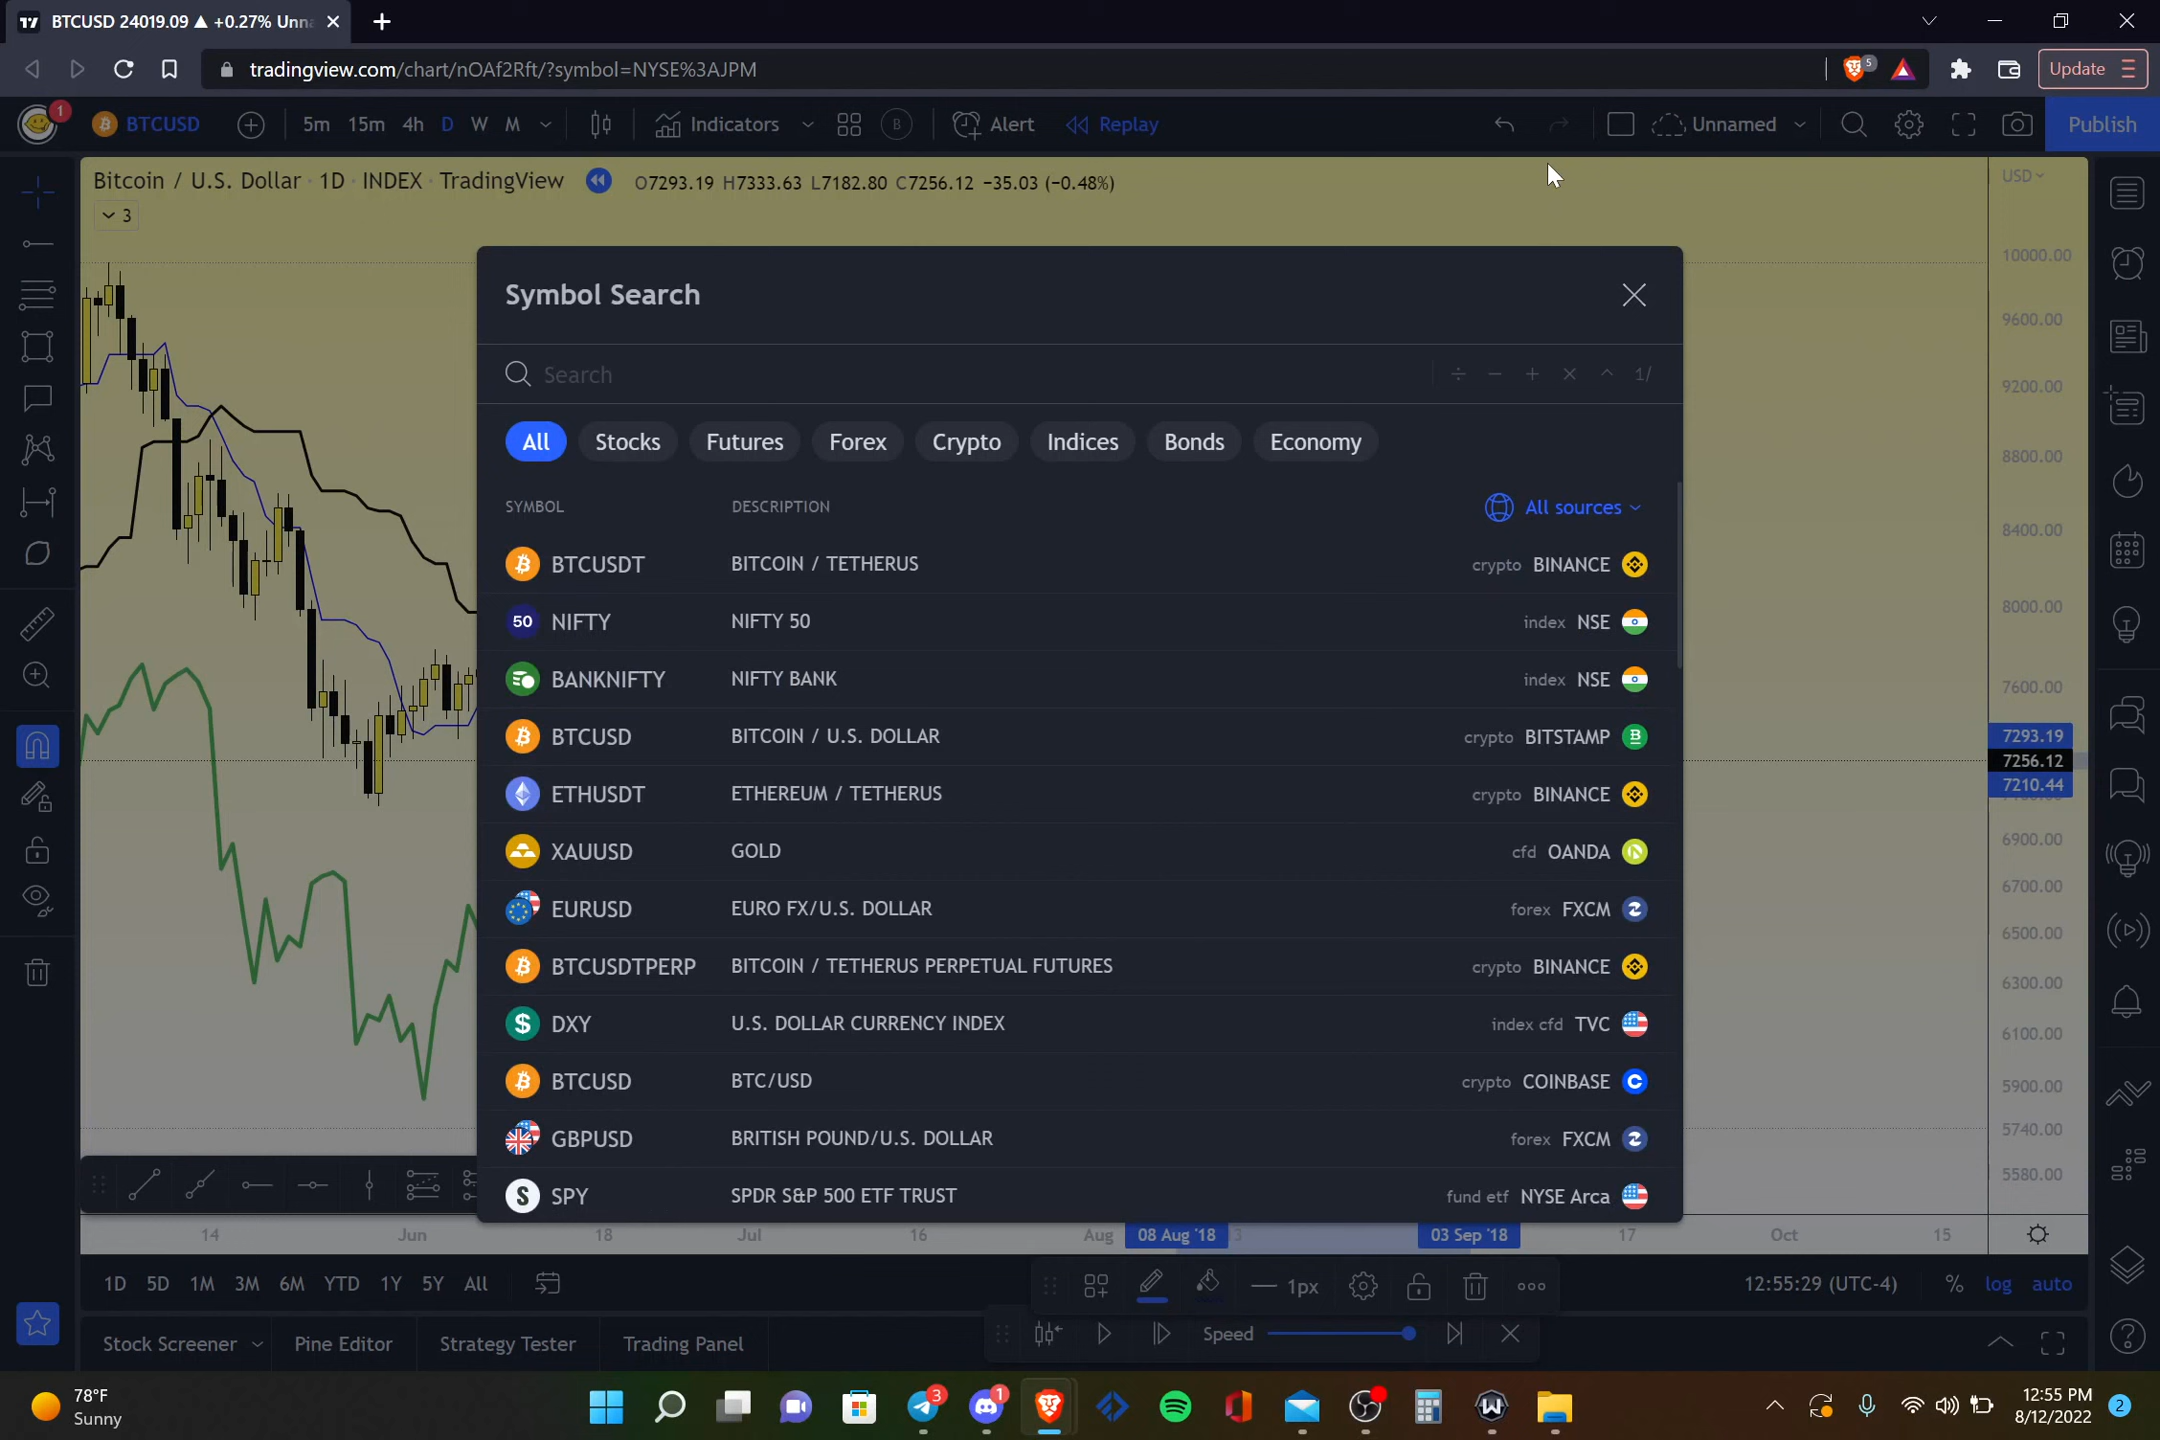 BTCUSD 24019.09 ▲ +0.27% Unn
tradingview.com/chart/nOAf2Rft/?symbol=NYSE%3AJPM
5
Update
1
BTCUSD
5m 15m 4h D W M
Indicators
B
Alert
Replay
Unnamed
Publish
Bitcoin / U.S. Dollar · 1D · INDEX · TradingView
O7293.19 H7333.63 L7182.80 C7256.12 −35.03 (−0.48%)
USD
3
10000.00
9600.00
9200.00
8800.00
8400.00
8000.00
7600.00
7293.19
7256.12
7210.44
6900.00
6700.00
6500.00
6300.00
6100.00
5900.00
5740.00
5580.00
Symbol Search
Search
÷ − + × ^ 1/
All Stocks Futures Forex Crypto Indices Bonds Economy
SYMBOL DESCRIPTION All sources
BTCUSDT BITCOIN / TETHERUS crypto BINANCE
50 NIFTY NIFTY 50 index NSE
BANKNIFTY NIFTY BANK index NSE
BTCUSD BITCOIN / U.S. DOLLAR crypto BITSTAMP
ETHUSDT ETHEREUM / TETHERUS crypto BINANCE
XAUUSD GOLD cfd OANDA
EURUSD EURO FX/U.S. DOLLAR forex FXCM
BTCUSDTPERP BITCOIN / TETHERUS PERPETUAL FUTURES crypto BINANCE
DXY U.S. DOLLAR CURRENCY INDEX index cfd TVC
BTCUSD BTC/USD crypto COINBASE
GBPUSD BRITISH POUND/U.S. DOLLAR forex FXCM
SPY SPDR S&P 500 ETF TRUST fund etf NYSE Arca
14 Jun 18 Jul 16 Aug 08 Aug '18 3 03 Sep '18 17 Oct 15
1D 5D 1M 3M 6M YTD 1Y 5Y All
1px
12:55:29 (UTC-4) % log auto
Stock Screener Pine Editor Strategy Tester Trading Panel
Speed
78°F
Sunny
3
1
12:55 PM
8/12/2022
2